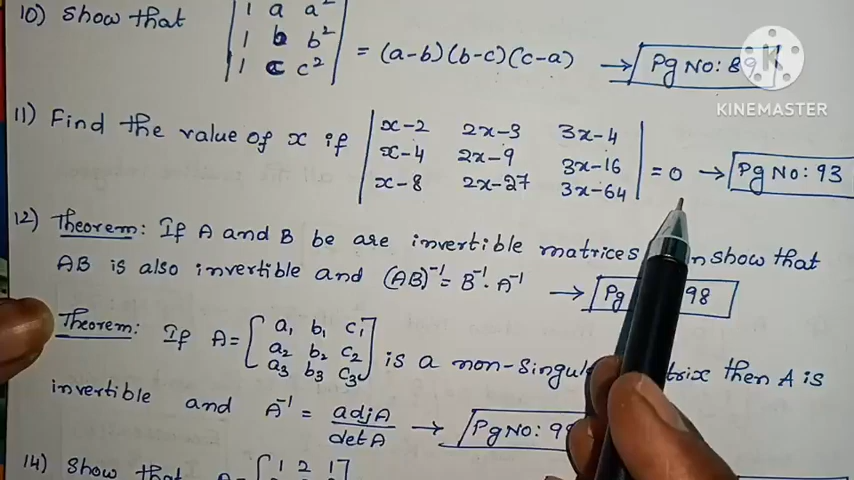 10) Show that | 1 a a² |
| 1 b b² | = (a-b)(b-c)(c-a) → Pg No: 89
| 1 c c² |
KINEMASTER
11) Find the value of x if | x-2 2x-3 3x-4 |
| x-4 2x-9 3x-16 | = 0 → Pg No: 93
| x-8 2x-27 3x-64 |
12) Theorem: If A and B be are invertible matrices show that
AB is also invertible and (AB)⁻¹ = B⁻¹. A⁻¹ → Pg 98
Theorem: If A = [ a₁ b₁ c₁ ]
[ a₂ b₂ c₂ ] is a non-singular then A is
[ a₃ b₃ c₃ ]
invertible and A⁻¹ = adjA / detA → Pg No:
14) Show that A = [ 1 2 1 ]